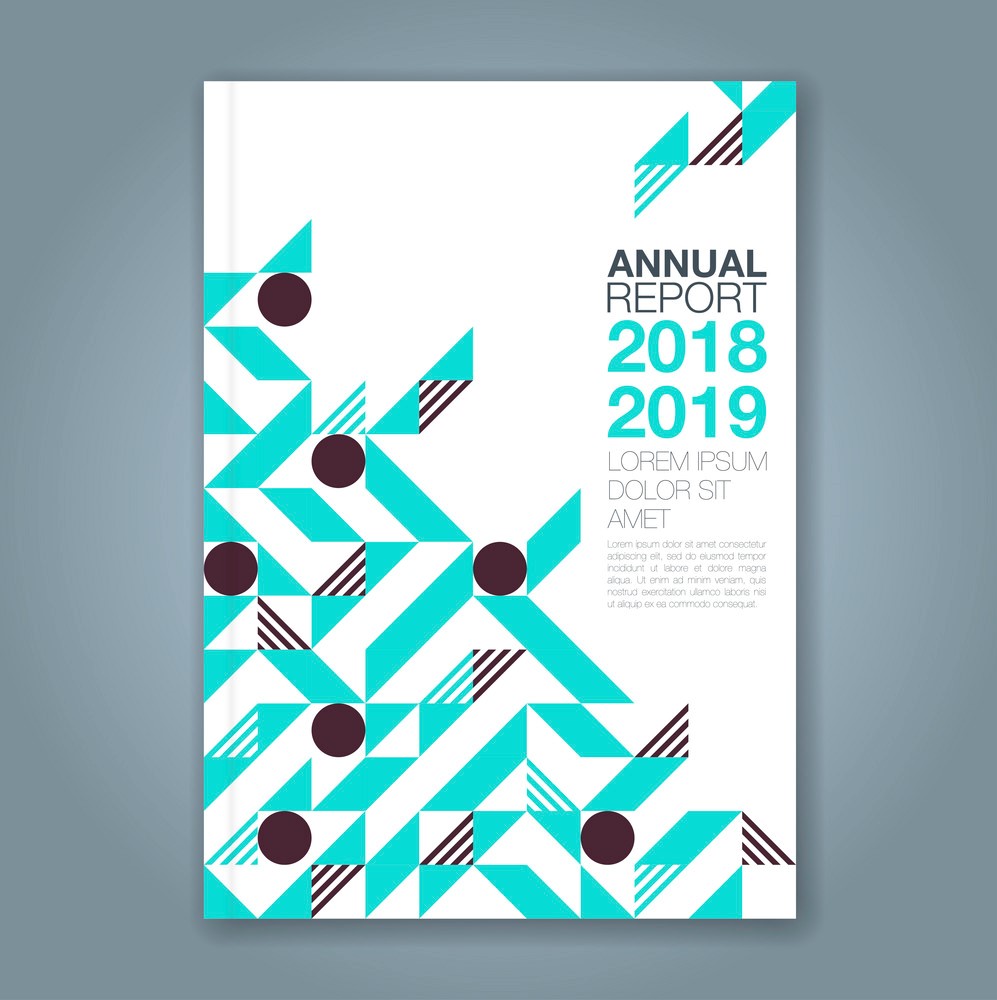 ANNUAL
REPORT
2018
2019
LOREM IPSUM
DOLOR SIT
AMET
Lorem ipsum dolor sit amet consectetur
adipiscing elit, sed do eiusmod tempor
incididunt ut labore et dolore magna
aliqua. Ut enim ad minim veniam, quis
nostrud exercitation ullamco laboris nisi
ut aliquip ex ea commodo consequat.